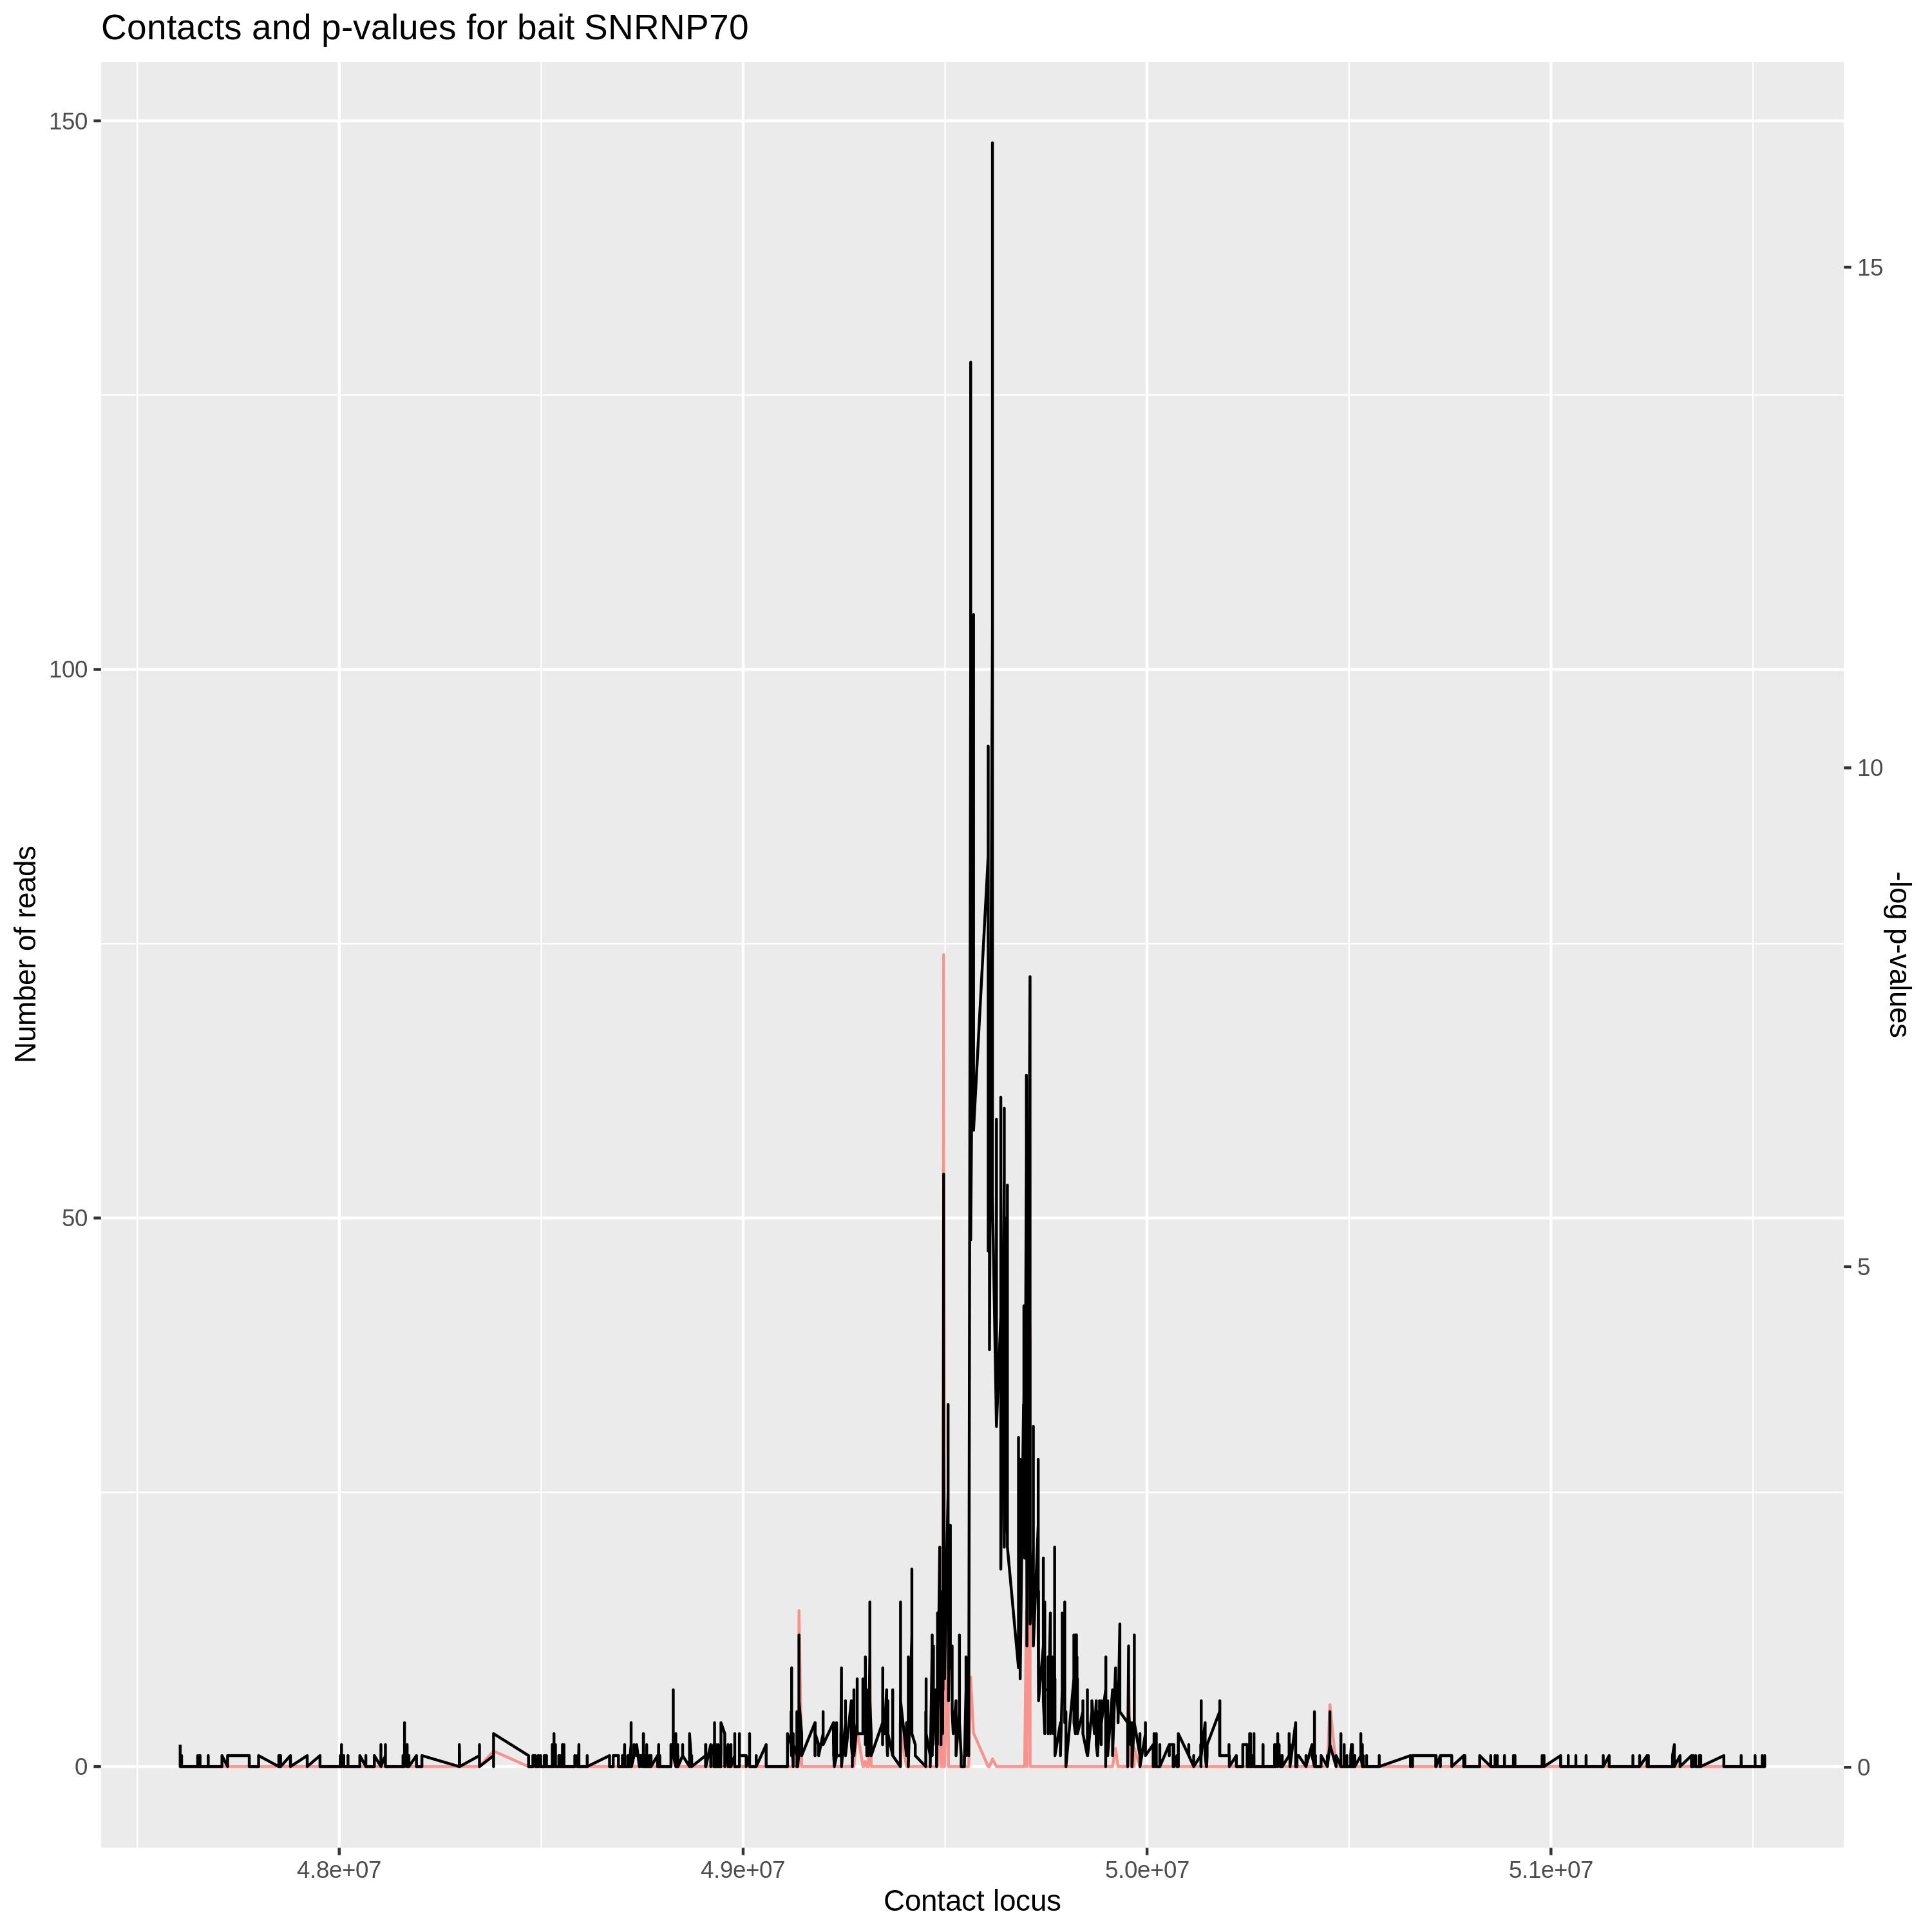 Contacts and p-values for bait SNRNP70
150
100
50
0
Number of reads
15
10
5
0
-log p-values
4.8e+07
4.9e+07
5.0e+07
5.1e+07
Contact locus